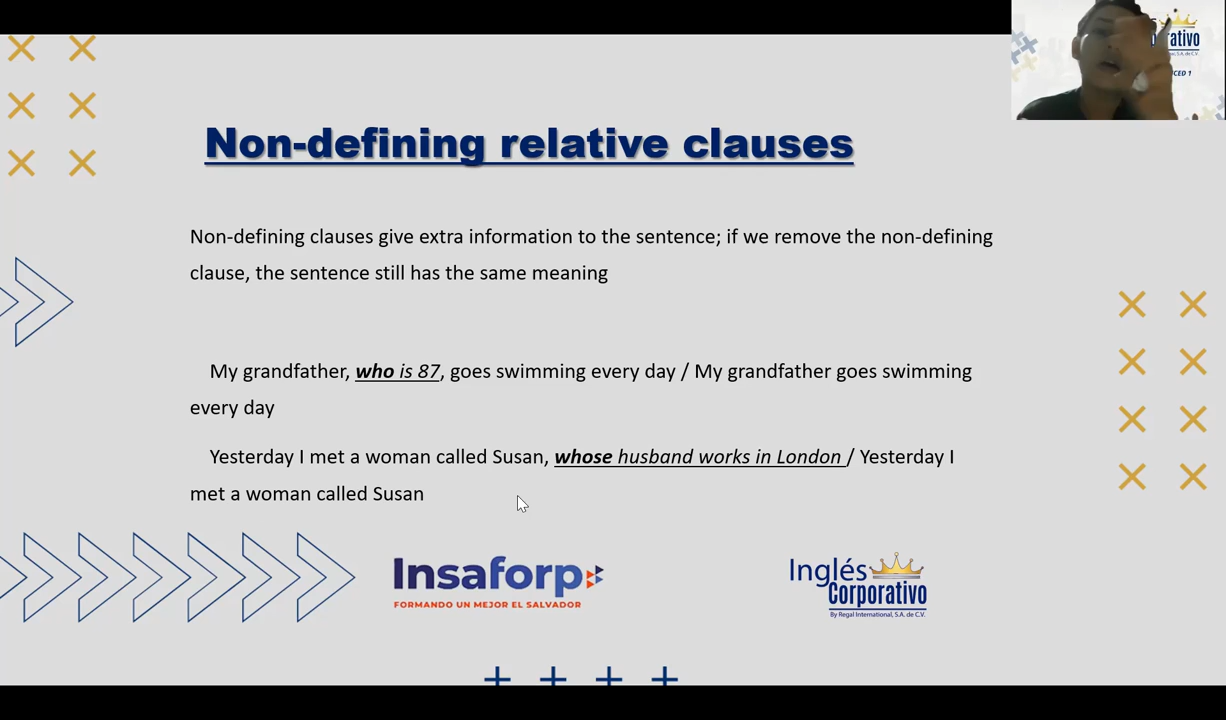 Non-defining relative clauses
Non-defining clauses give extra information to the sentence; if we remove the non-defining
clause, the sentence still has the same meaning
My grandfather, who is 87, goes swimming every day / My grandfather goes swimming
every day
Yesterday I met a woman called Susan, whose husband works in London / Yesterday I
met a woman called Susan
Insaforp
FORMANDO UN MEJOR EL SALVADOR
Inglés
Corporativo
By Regal International, S.A. de C.V.